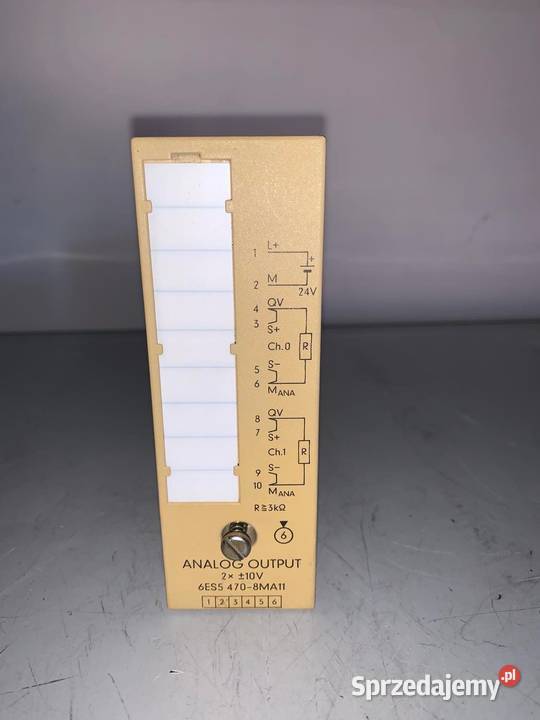 1 L+
+
2 M
24V
4 QV
3 S+
Ch.0 R
5 S−
6 MANA
8 QV
7 S+
Ch.1 R
9 S−
10 MANA
R≧3kΩ
6
ANALOG OUTPUT
2× ±10V
6ES5 470-8MA11
1 2 3 4 5 6
Sprzedajemy.pl